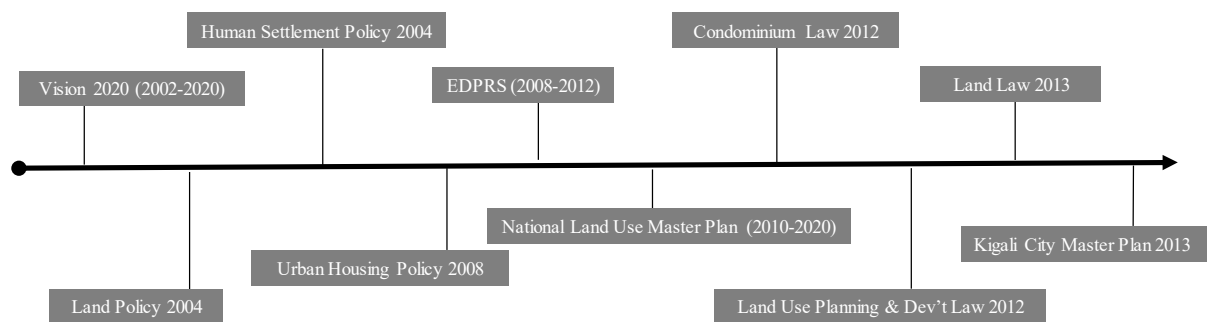 Human Settlement Policy 2004
Condominium Law 2012
Vision 2020 (2002-2020)
EDPRS (2008-2012)
Land Law 2013
National Land Use Master Plan (2010-2020)
Kigali City Master Plan 2013
Urban Housing Policy 2008
Land Policy 2004
Land Use Planning & Dev't Law 2012